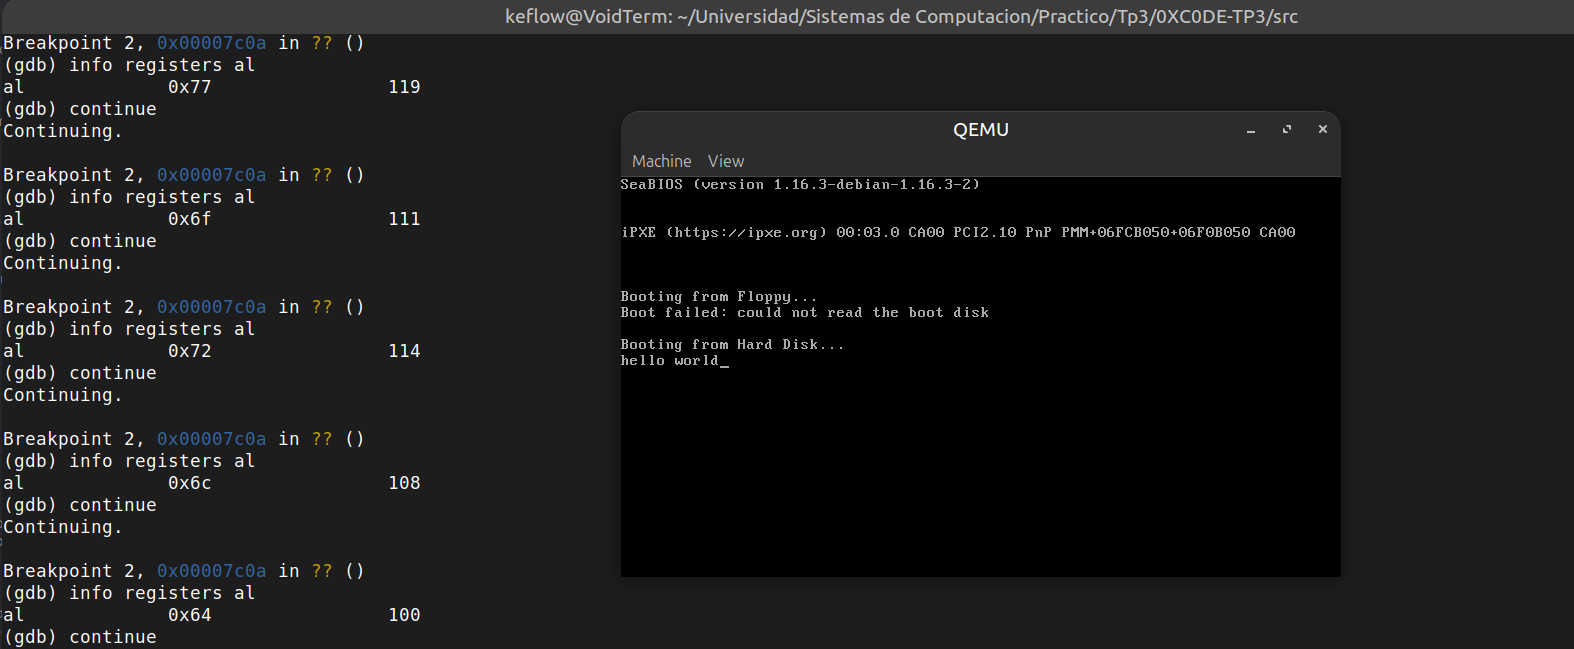 keflow@VoidTerm: ~/Universidad/Sistemas de Computacion/Practico/Tp3/0XC0DE-TP3/src
Breakpoint 2, 0x00007c0a in ?? ()
(gdb) info registers al
al 0x77 119
(gdb) continue
Continuing.
Breakpoint 2, 0x00007c0a in ?? ()
(gdb) info registers al
al 0x6f 111
(gdb) continue
Continuing.
Breakpoint 2, 0x00007c0a in ?? ()
(gdb) info registers al
al 0x72 114
(gdb) continue
Continuing.
Breakpoint 2, 0x00007c0a in ?? ()
(gdb) info registers al
al 0x6c 108
(gdb) continue
Continuing.
Breakpoint 2, 0x00007c0a in ?? ()
(gdb) info registers al
al 0x64 100
(gdb) continue
QEMU
Machine View
SeaBIOS (version 1.16.3-debian-1.16.3-2)
iPXE (https://ipxe.org) 00:03.0 CA00 PCI2.10 PnP PMM+06FCB050+06F0B050 CA00
Booting from Floppy...
Boot failed: could not read the boot disk
Booting from Hard Disk...
hello world_